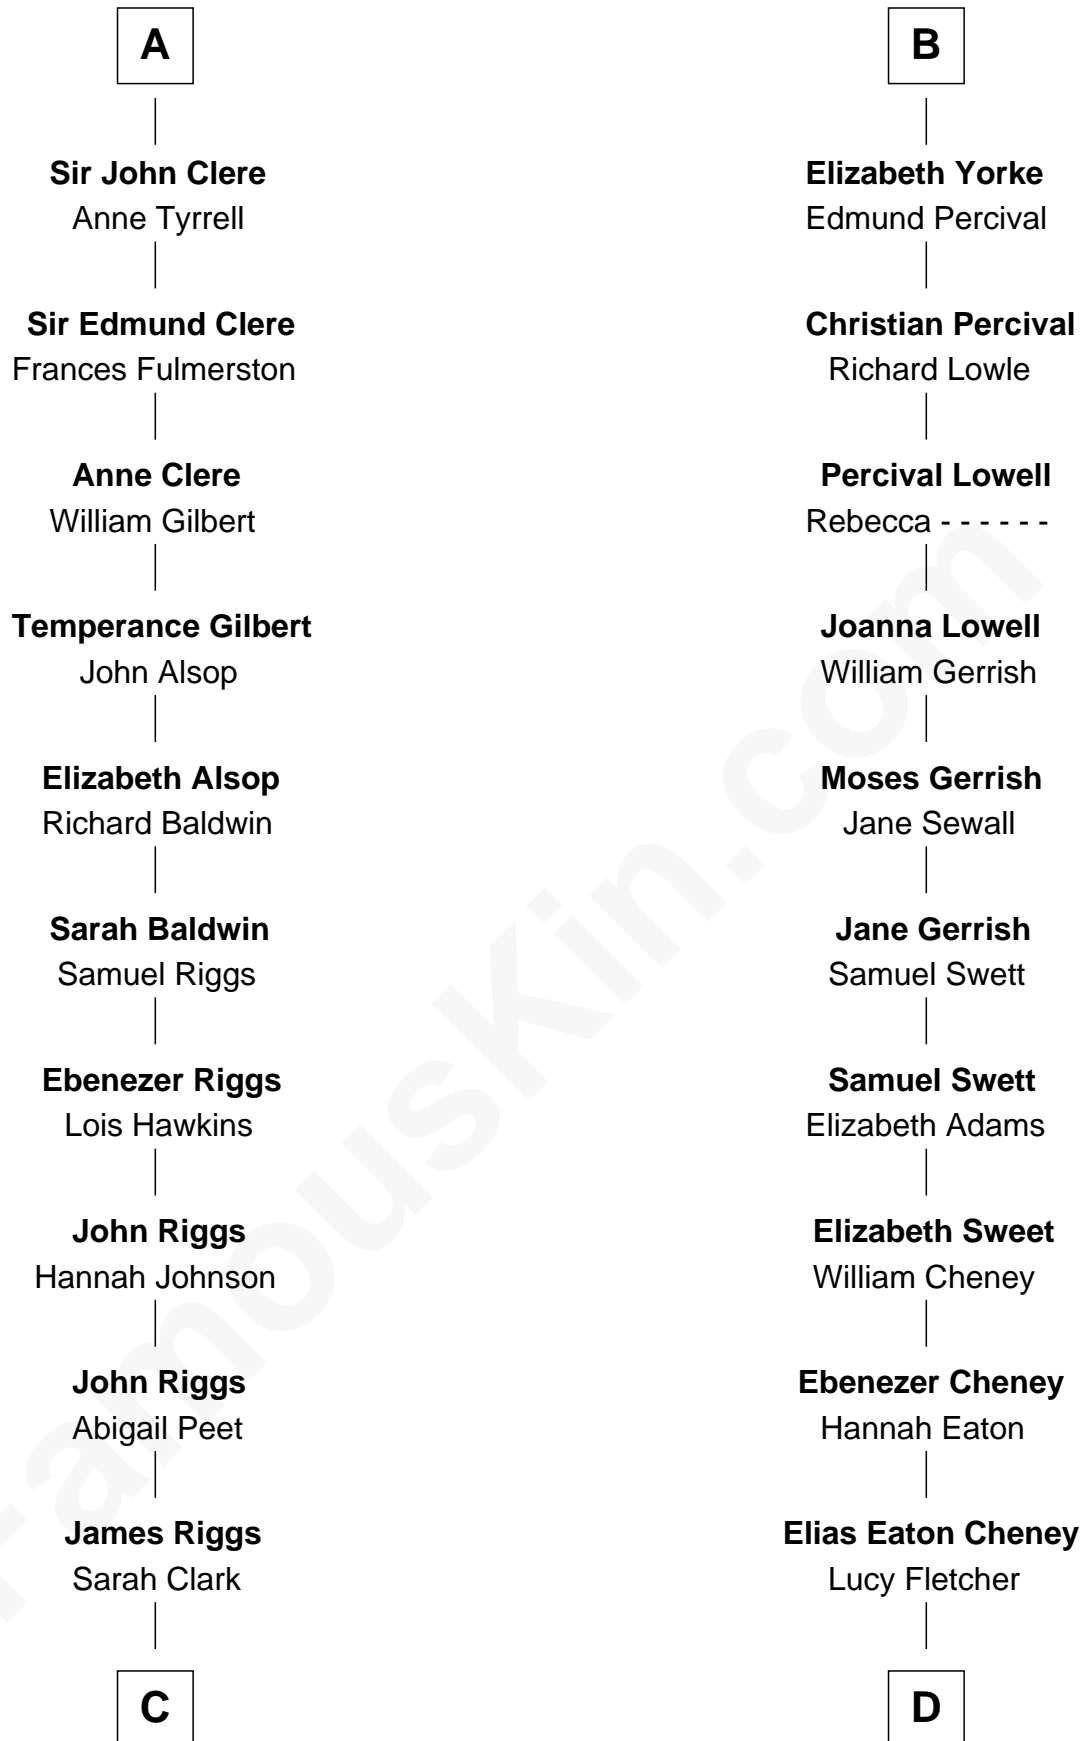 A
Sir John Clere
Anne Tyrrell
Sir Edmund Clere
Frances Fulmerston
Anne Clere
William Gilbert
Temperance Gilbert
John Alsop
Elizabeth Alsop
Richard Baldwin
Sarah Baldwin
Samuel Riggs
Ebenezer Riggs
Lois Hawkins
John Riggs
Hannah Johnson
John Riggs
Abigail Peet
James Riggs
Sarah Clark
C
B
Elizabeth Yorke
Edmund Percival
Christian Percival
Richard Lowle
Percival Lowell
Rebecca - - - - - -
Joanna Lowell
William Gerrish
Moses Gerrish
Jane Sewall
Jane Gerrish
Samuel Swett
Samuel Swett
Elizabeth Adams
Elizabeth Sweet
William Cheney
Ebenezer Cheney
Hannah Eaton
Elias Eaton Cheney
Lucy Fletcher
D
FamousKin.com